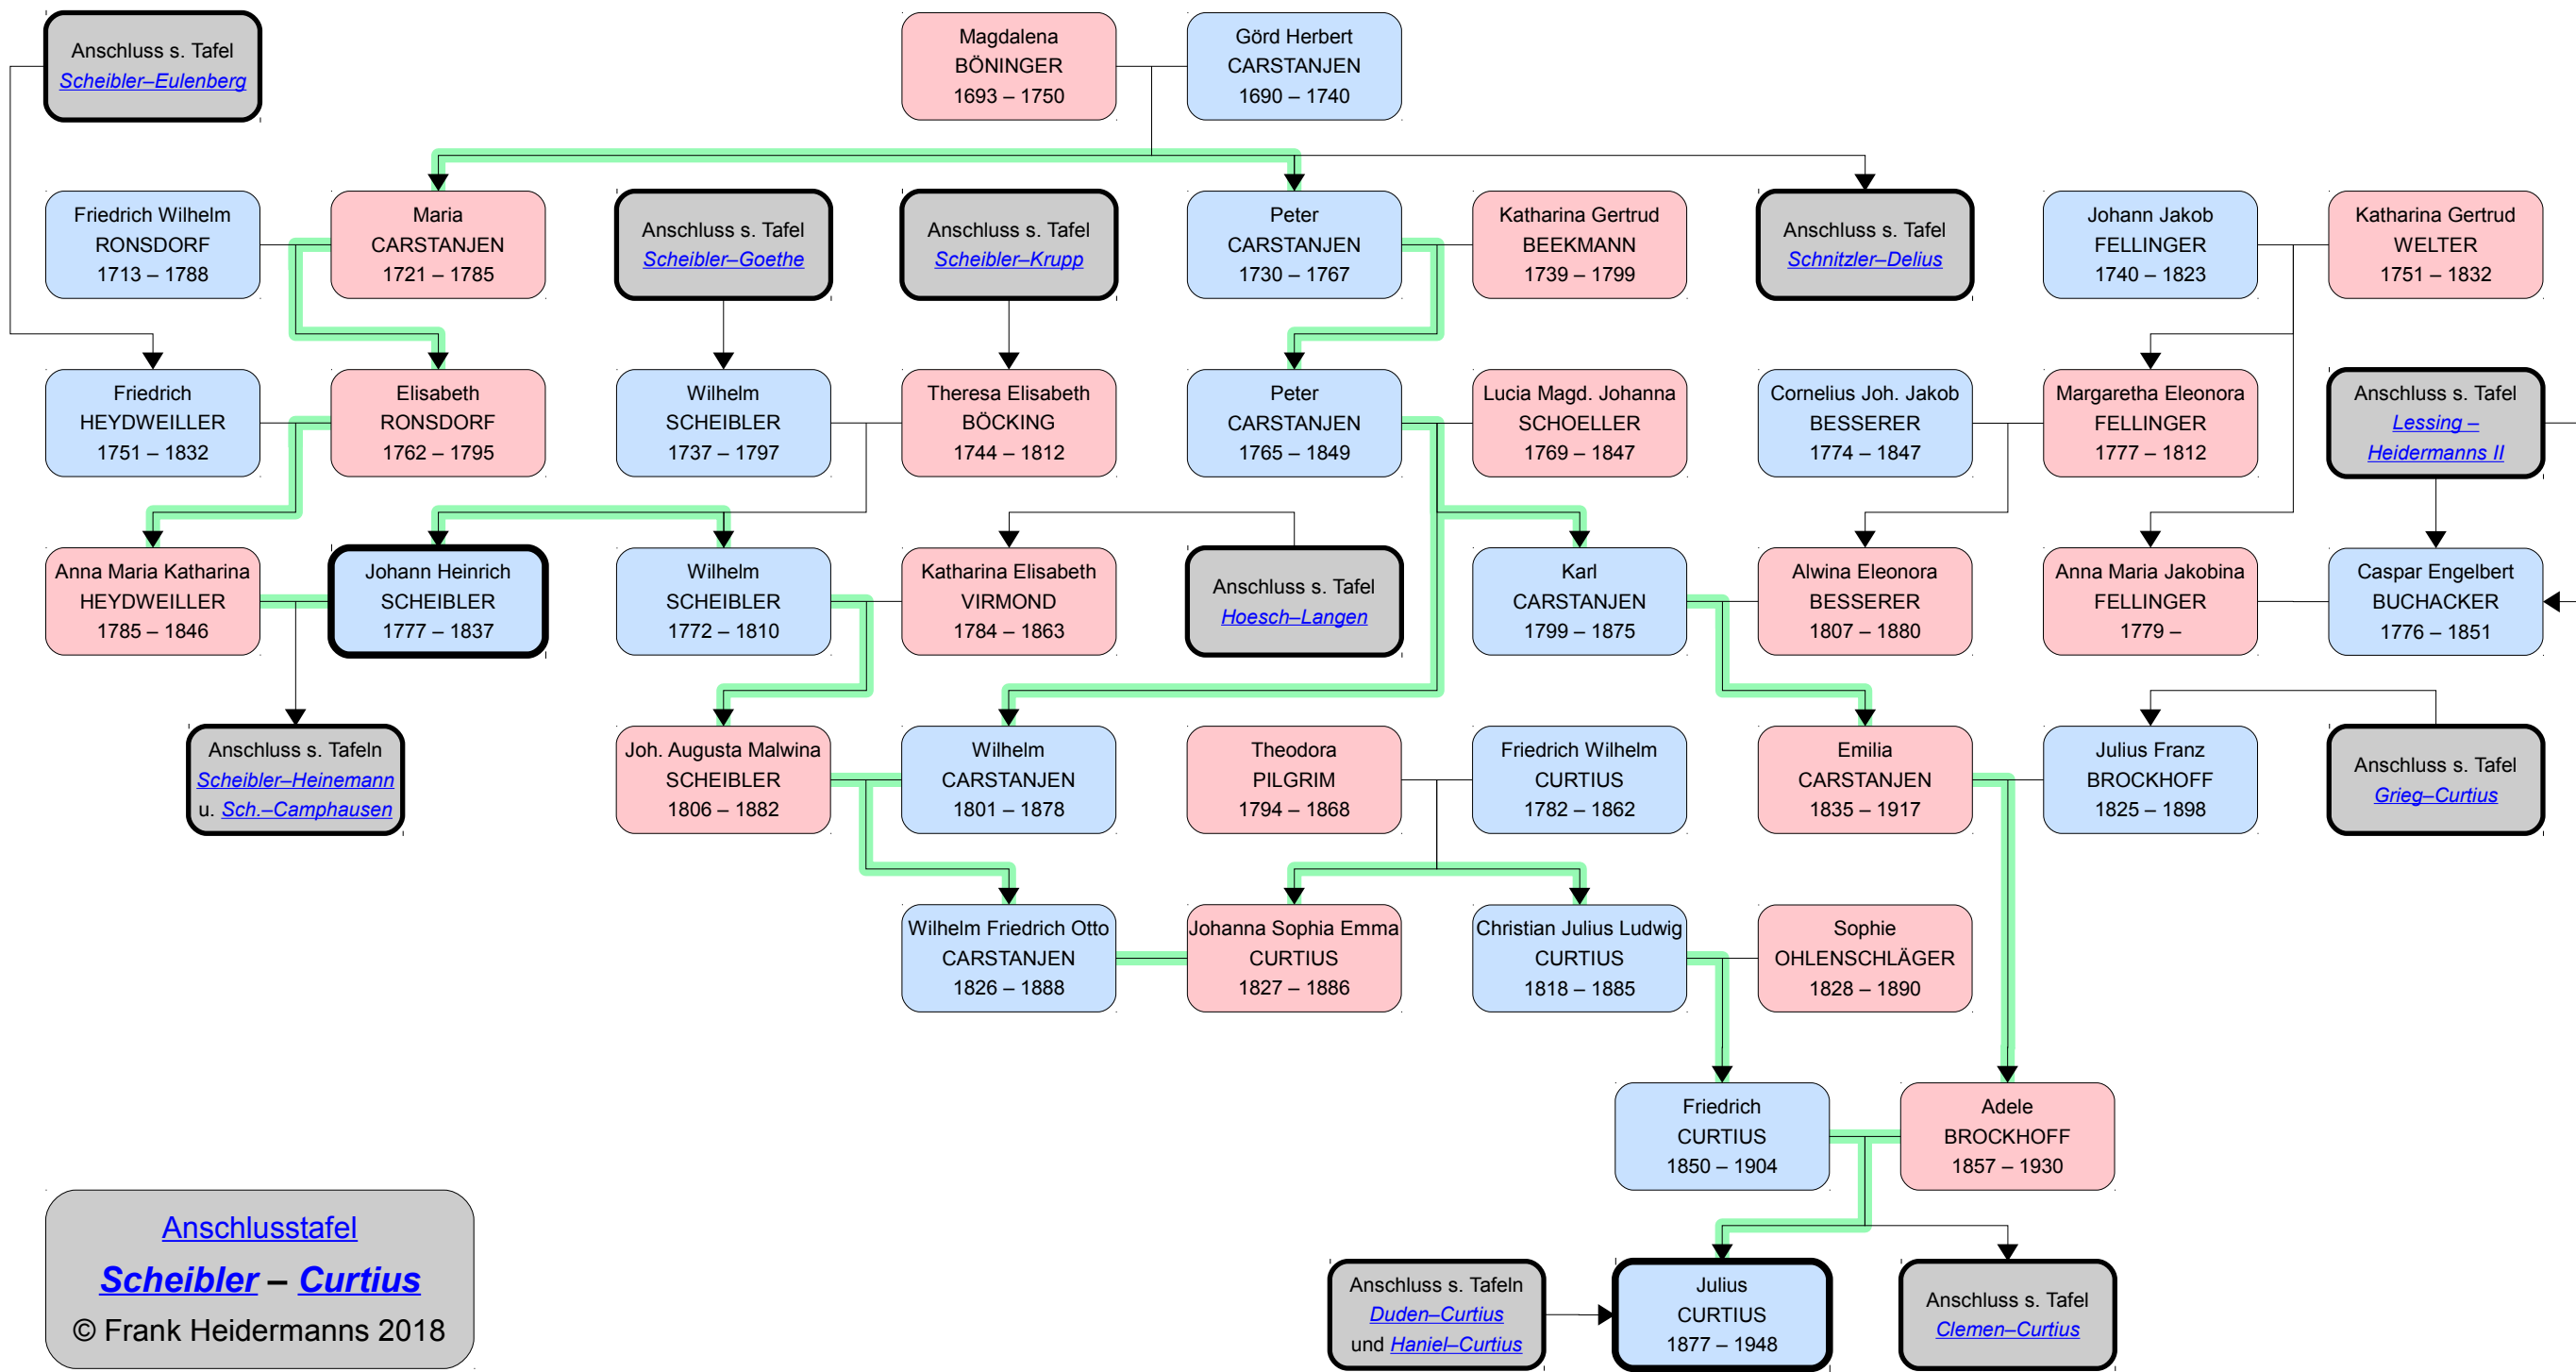 Anschluss s. Tafel
Scheibler–Eulenberg
Magdalena
BÖNINGER
1693 – 1750
Görd Herbert
CARSTANJEN
1690 – 1740
Friedrich Wilhelm
RONSDORF
1713 – 1788
Maria
CARSTANJEN
1721 – 1785
Anschluss s. Tafel
Scheibler–Goethe
Anschluss s. Tafel
Scheibler–Krupp
Peter
CARSTANJEN
1730 – 1767
Katharina Gertrud
BEEKMANN
1739 – 1799
Anschluss s. Tafel
Schnitzler–Delius
Johann Jakob
FELLINGER
1740 – 1823
Katharina Gertrud
WELTER
1751 – 1832
Friedrich
HEYDWEILLER
1751 – 1832
Elisabeth
RONSDORF
1762 – 1795
Wilhelm
SCHEIBLER
1737 – 1797
Theresa Elisabeth
BÖCKING
1744 – 1812
Peter
CARSTANJEN
1765 – 1849
Lucia Magd. Johanna
SCHOELLER
1769 – 1847
Cornelius Joh. Jakob
BESSERER
1774 – 1847
Margaretha Eleonora
FELLINGER
1777 – 1812
Anschluss s. Tafel
Lessing –
Heidermanns II
Anna Maria Katharina
HEYDWEILLER
1785 – 1846
Johann Heinrich
SCHEIBLER
1777 – 1837
Wilhelm
SCHEIBLER
1772 – 1810
Katharina Elisabeth
VIRMOND
1784 – 1863
Anschluss s. Tafel
Hoesch–Langen
Karl
CARSTANJEN
1799 – 1875
Alwina Eleonora
BESSERER
1807 – 1880
Anna Maria Jakobina
FELLINGER
1779 –
Caspar Engelbert
BUCHACKER
1776 – 1851
Anschluss s. Tafeln
Scheibler–Heinemann
u. Sch.–Camphausen
Joh. Augusta Malwina
SCHEIBLER
1806 – 1882
Wilhelm
CARSTANJEN
1801 – 1878
Theodora
PILGRIM
1794 – 1868
Friedrich Wilhelm
CURTIUS
1782 – 1862
Emilia
CARSTANJEN
1835 – 1917
Julius Franz
BROCKHOFF
1825 – 1898
Anschluss s. Tafel
Grieg–Curtius
Wilhelm Friedrich Otto
CARSTANJEN
1826 – 1888
Johanna Sophia Emma
CURTIUS
1827 – 1886
Christian Julius Ludwig
CURTIUS
1818 – 1885
Sophie
OHLENSCHLÄGER
1828 – 1890
Friedrich
CURTIUS
1850 – 1904
Adele
BROCKHOFF
1857 – 1930
Anschlusstafel
Scheibler – Curtius
© Frank Heidermanns 2018
Anschluss s. Tafeln
Duden–Curtius
und Haniel–Curtius
Julius
CURTIUS
1877 – 1948
Anschluss s. Tafel
Clemen–Curtius